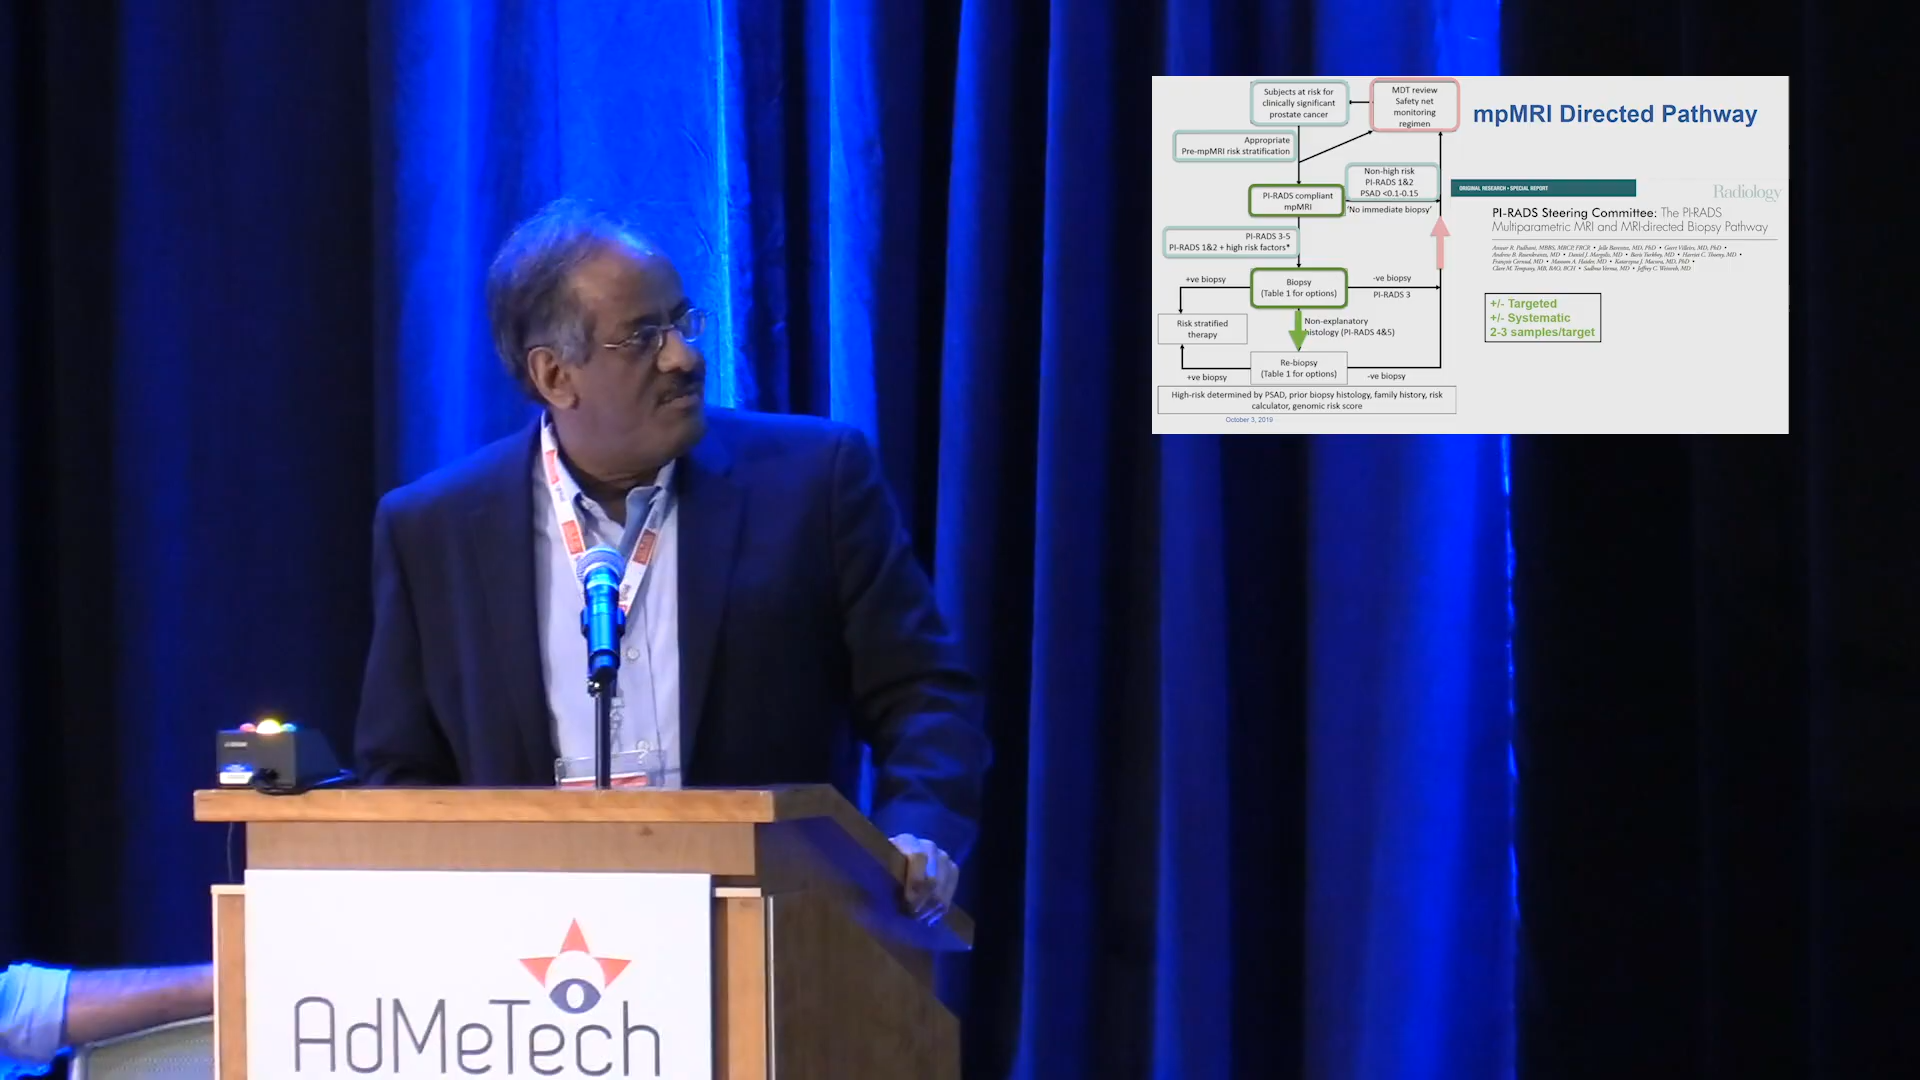 Subjects at risk for
clinically significant
prostate cancer
MDT review
Safety net
monitoring
regimen
mpMRI Directed Pathway
Appropriate
Pre-mpMRI risk stratification
Non-high risk
PI-RADS 1&2
PSAD <0.1-0.15
PI-RADS compliant
mpMRI
'No immediate biopsy'
ORIGINAL RESEARCH • SPECIAL REPORT
Radiology
PI-RADS Steering Committee: The PI-RADS
Multiparametric MRI and MRI-directed Biopsy Pathway
PI-RADS 3-5
PI-RADS 1&2 + high risk factors*
+ve biopsy
Biopsy
(Table 1 for options)
-ve biopsy
PI-RADS 3
Risk stratified
therapy
Non-explanatory
histology (PI-RADS 4&5)
+/- Targeted
+/- Systematic
2-3 samples/target
Re-biopsy
(Table 1 for options)
+ve biopsy
-ve biopsy
High-risk determined by PSAD, prior biopsy histology, family history, risk
calculator, genomic risk score
October 3, 2019
AdMeTech